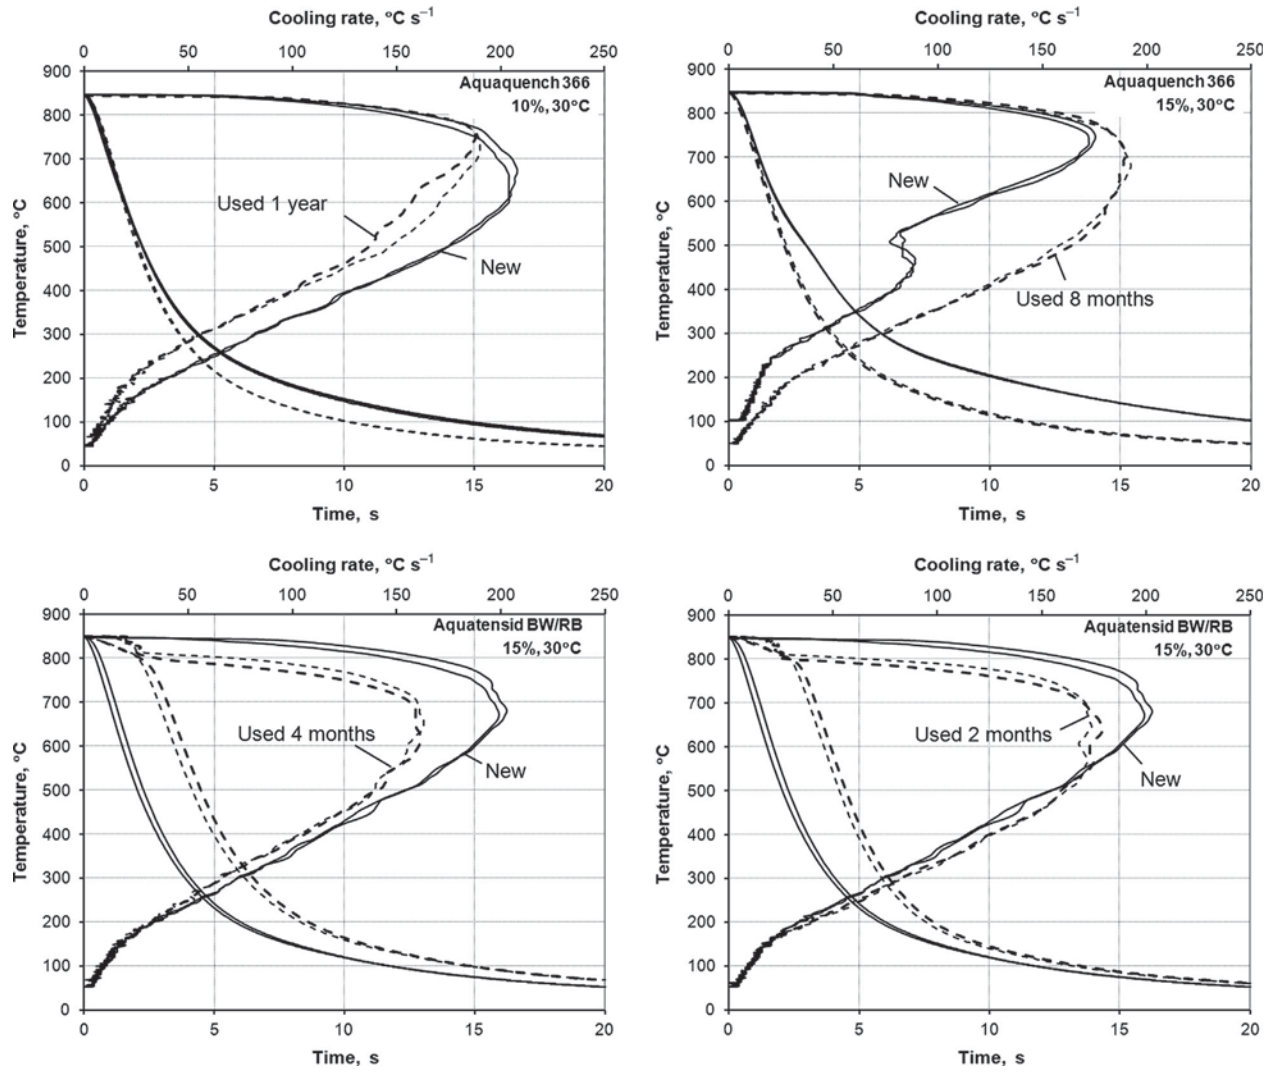 Cooling rate, °C s–1
0 50 100 150 200 250
900
800
700
600
500
400
300
200
100
0
Temperature, °C
Aquaquench 366
10%, 30°C
Used 1 year
New
0 5 10 15 20
Time, s
Cooling rate, °C s–1
0 50 100 150 200 250
900
800
700
600
500
400
300
200
100
0
Temperature, °C
Aquaquench 366
15%, 30°C
New
Used 8 months
0 5 10 15 20
Time, s
Cooling rate, °C s–1
0 50 100 150 200 250
900
800
700
600
500
400
300
200
100
0
Temperature, °C
Aquatensid BW/RB
15%, 30°C
Used 4 months
New
0 5 10 15 20
Time, s
Cooling rate, °C s–1
0 50 100 150 200 250
900
800
700
600
500
400
300
200
100
0
Temperature, °C
Aquatensid BW/RB
15%, 30°C
Used 2 months
New
0 5 10 15 20
Time, s